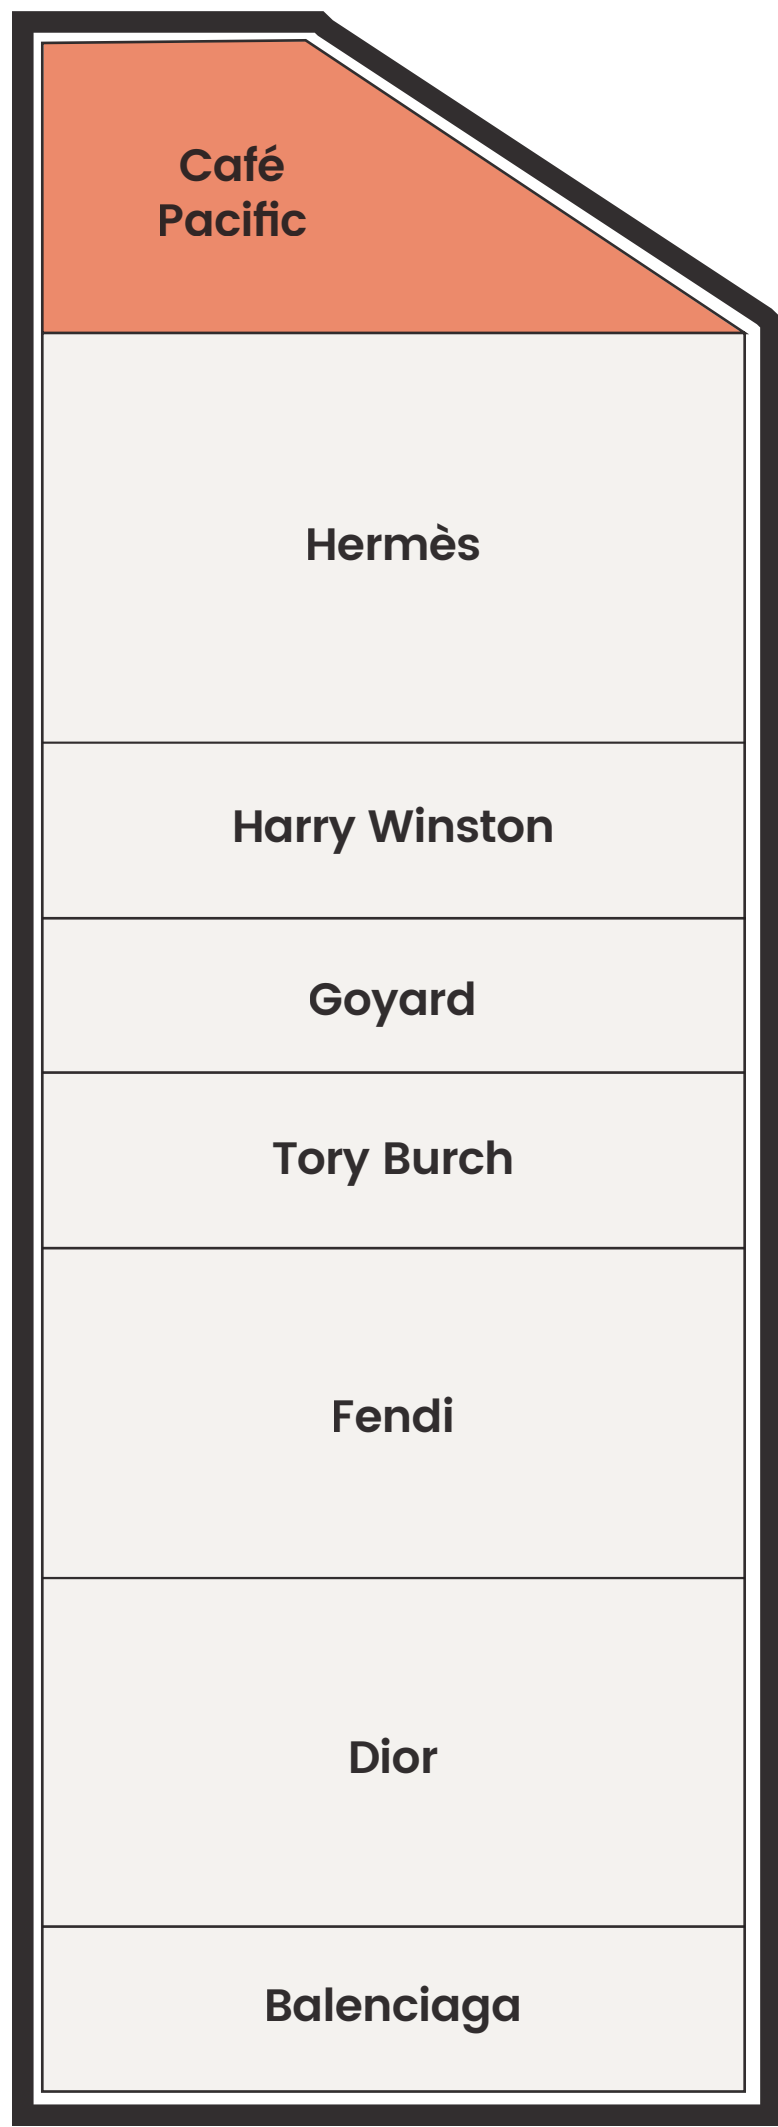 Café
Pacific
Hermès
Harry Winston
Goyard
Tory Burch
Fendi
Dior
Balenciaga